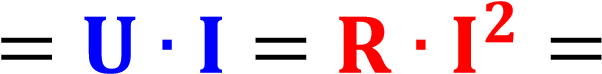 = U · I = R · I² =